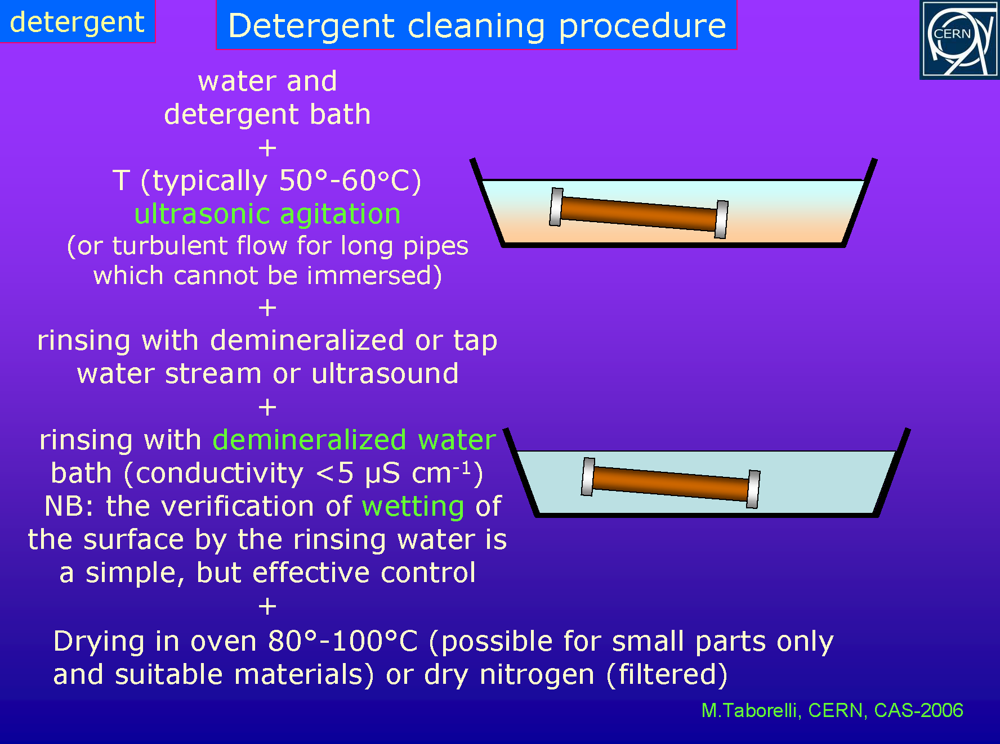 detergent
Detergent cleaning procedure
CERN
water and
detergent bath
+
T (typically 50°-60°C)
ultrasonic agitation
(or turbulent flow for long pipes
which cannot be immersed)
+
rinsing with demineralized or tap
water stream or ultrasound
+
rinsing with demineralized water
bath (conductivity <5 µS cm⁻¹)
NB: the verification of wetting of
the surface by the rinsing water is
a simple, but effective control
+
Drying in oven 80°-100°C (possible for small parts only
and suitable materials) or dry nitrogen (filtered)
M.Taborelli, CERN, CAS-2006